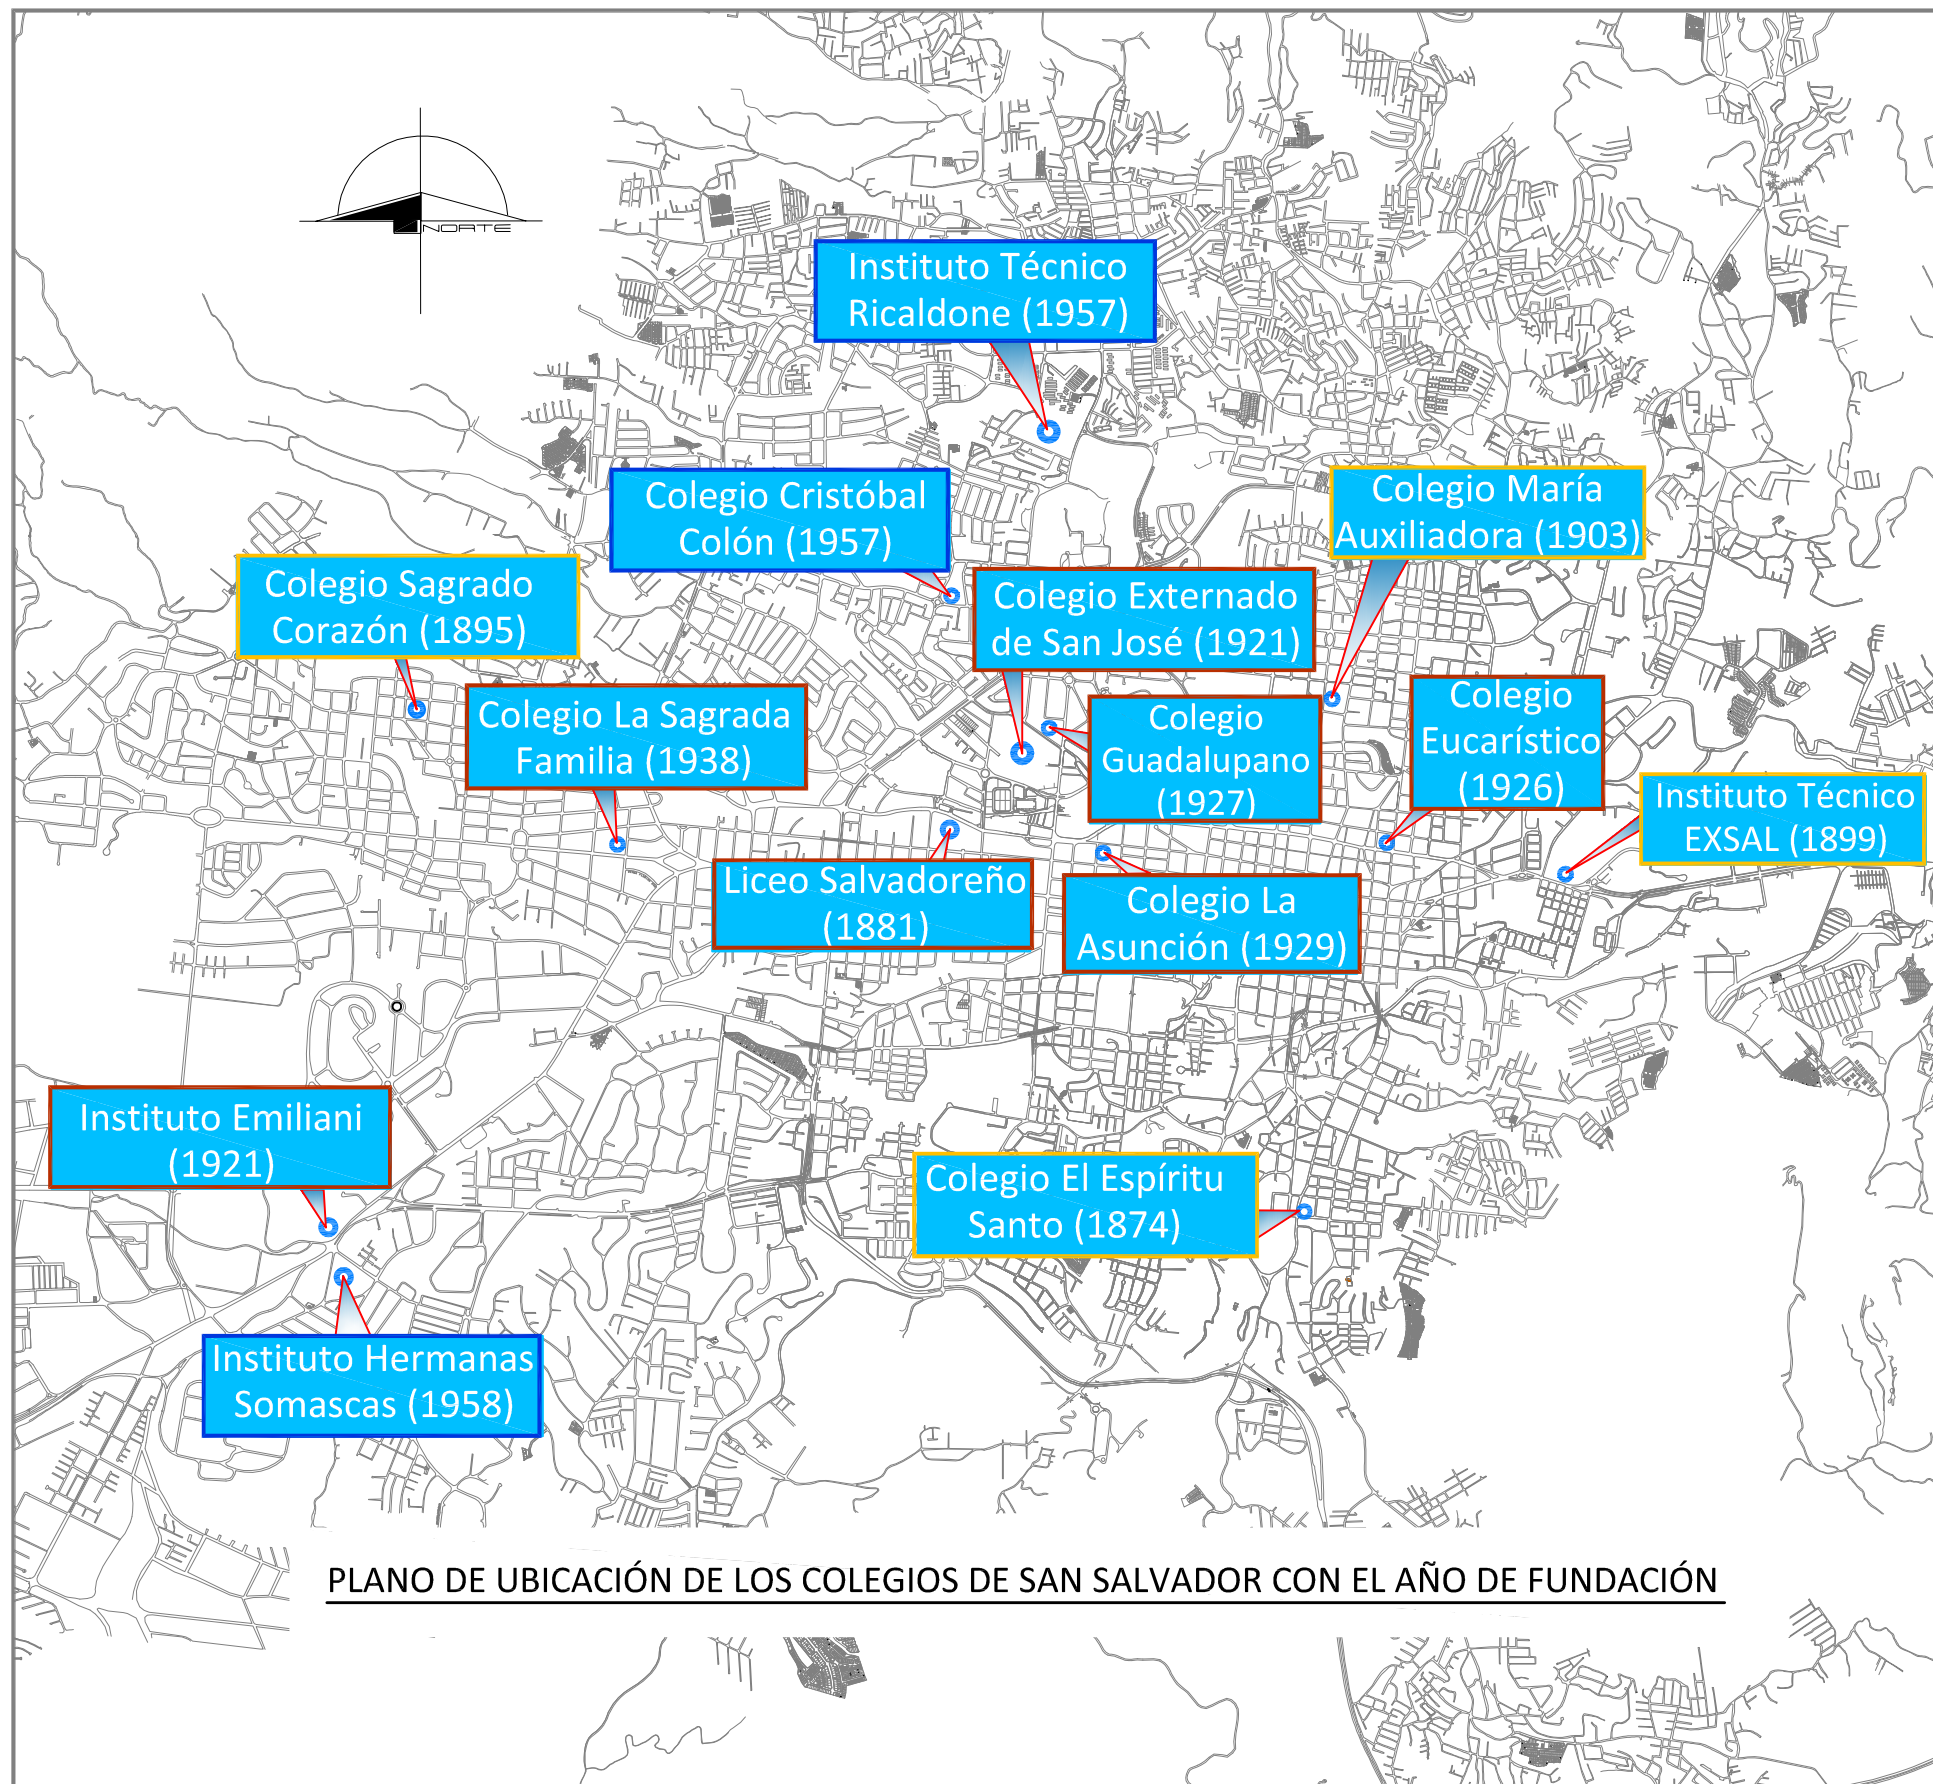 NORTE
Instituto Técnico
Ricaldone (1957)
Colegio Cristóbal
Colón (1957)
Colegio María
Auxiliadora (1903)
Colegio Sagrado
Corazón (1895)
Colegio Externado
de San José (1921)
Colegio La Sagrada
Familia (1938)
Colegio
Guadalupano
(1927)
Colegio
Eucarístico
(1926)
Instituto Técnico
EXSAL (1899)
Liceo Salvadoreño
(1881)
Colegio La
Asunción (1929)
Instituto Emiliani
(1921)
Colegio El Espíritu
Santo (1874)
Instituto Hermanas
Somascas (1958)
PLANO DE UBICACIÓN DE LOS COLEGIOS DE SAN SALVADOR CON EL AÑO DE FUNDACIÓN